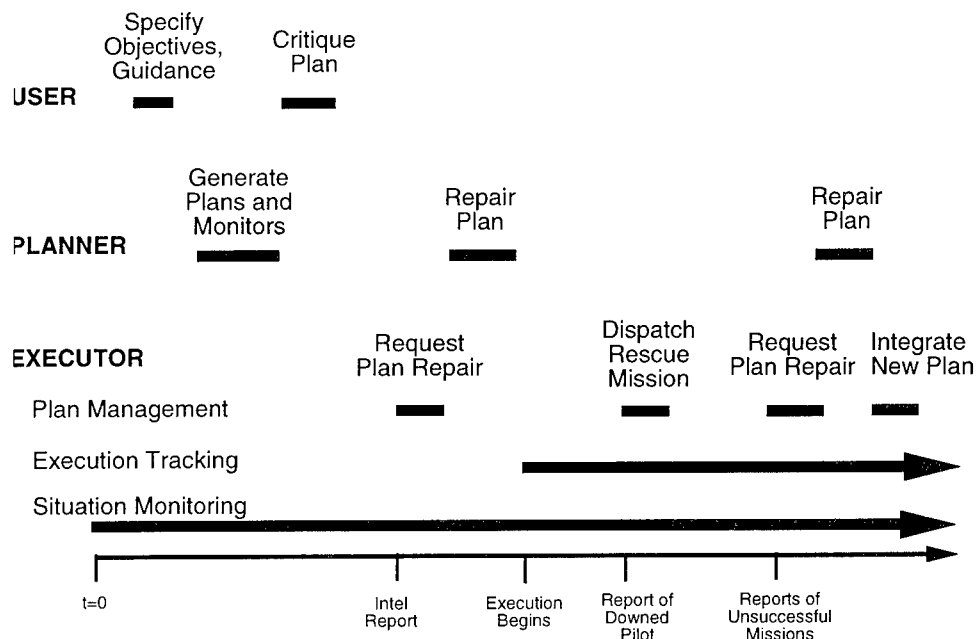 Specify
Objectives,
Guidance
Critique
Plan
USER
Generate
Plans and
Monitors
Repair
Plan
Repair
Plan
PLANNER
EXECUTOR
Request
Plan Repair
Dispatch
Rescue
Mission
Request
Plan Repair
Integrate
New Plan
Plan Management
Execution Tracking
Situation Monitoring
t=0
Intel
Report
Execution
Begins
Report of
Downed
Pilot
Reports of
Unsuccessful
Missions